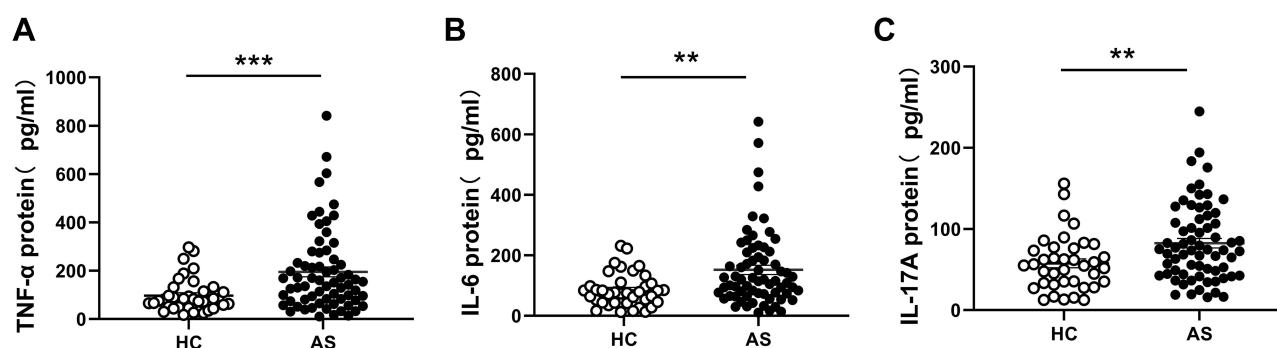 A
***
TNF-α protein( pg/ml)
1000
800
600
400
200
0
HC AS
B
**
IL-6 protein( pg/ml)
800
600
400
200
0
HC AS
C
**
IL-17A protein( pg/ml)
300
200
100
0
HC AS